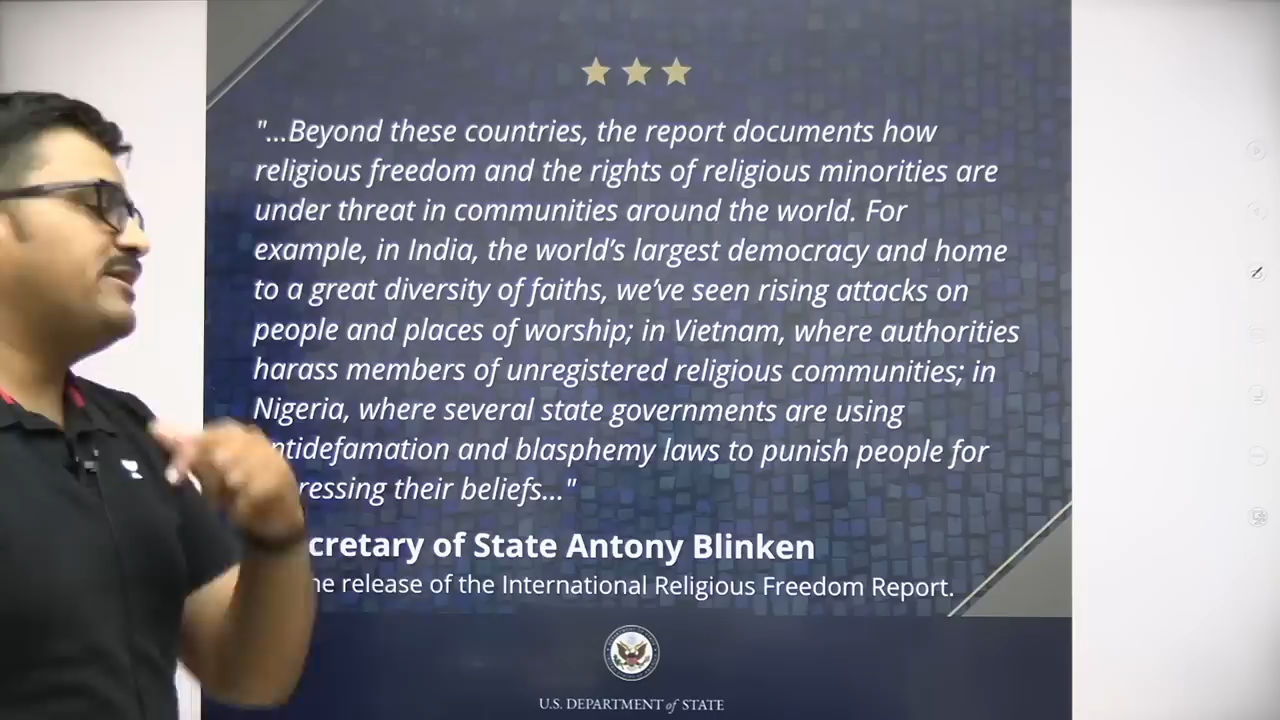 "...Beyond these countries, the report documents how
religious freedom and the rights of religious minorities are
under threat in communities around the world. For
example, in India, the world's largest democracy and home
to a great diversity of faiths, we've seen rising attacks on
people and places of worship; in Vietnam, where authorities
harass members of unregistered religious communities; in
Nigeria, where several state governments are using
ntidefamation and blasphemy laws to punish people for
ressing their beliefs..."
cretary of State Antony Blinken
he release of the International Religious Freedom Report.
U.S. DEPARTMENT of STATE